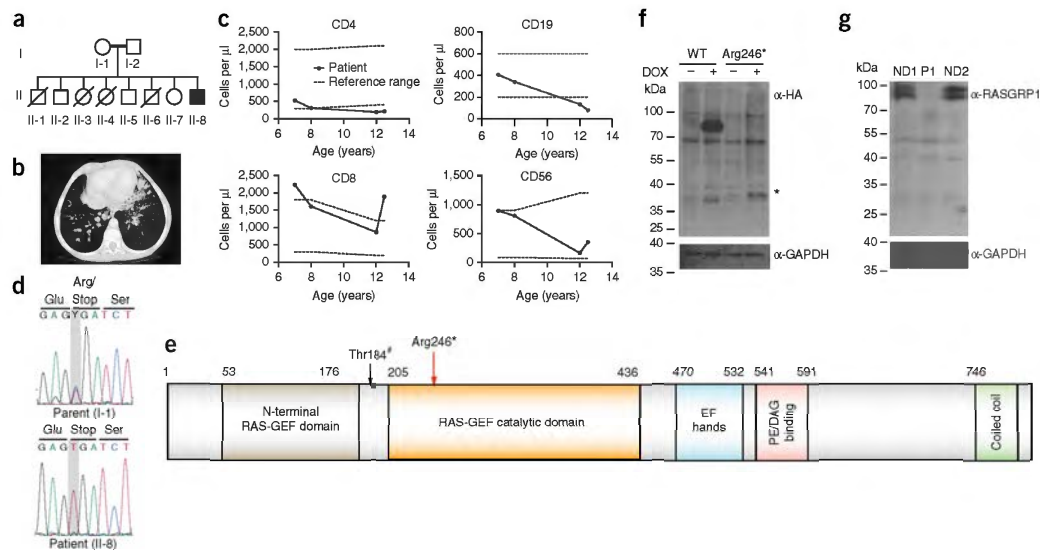 a
I
I-1
I-2
II
II-1 II-2 II-3 II-4 II-5 II-6 II-7 II-8
b
c
CD4
Cells per µl
2,500
2,000
1,500
1,000
500
0
Patient
Reference range
6 8 10 12 14
Age (years)
CD19
Cells per µl
800
600
400
200
0
6 8 10 12 14
Age (years)
CD8
Cells per µl
2,500
2,000
1,500
1,000
500
0
6 8 10 12 14
Age (years)
CD56
Cells per µl
1,500
1,000
500
0
6 8 10 12 14
Age (years)
d
Arg/
Glu Stop Ser
G A G Y G A T C T
Parent (I-1)
Glu Stop Ser
G A G T G A T C T
Patient (II-8)
e
Thr184#
Arg246*
1 53 176 205 436 470 532 541 591 746
N-terminal
RAS-GEF domain
RAS-GEF catalytic domain
EF
hands
PE/DAG
binding
Coiled coil
f
WT Arg246*
DOX – + – +
kDa
α-HA
100
70
55
40
*
35
25
40
α-GAPDH
35
g
kDa ND1 P1 ND2
100
α-RASGRP1
70
55
40
35
25
40
α-GAPDH
35